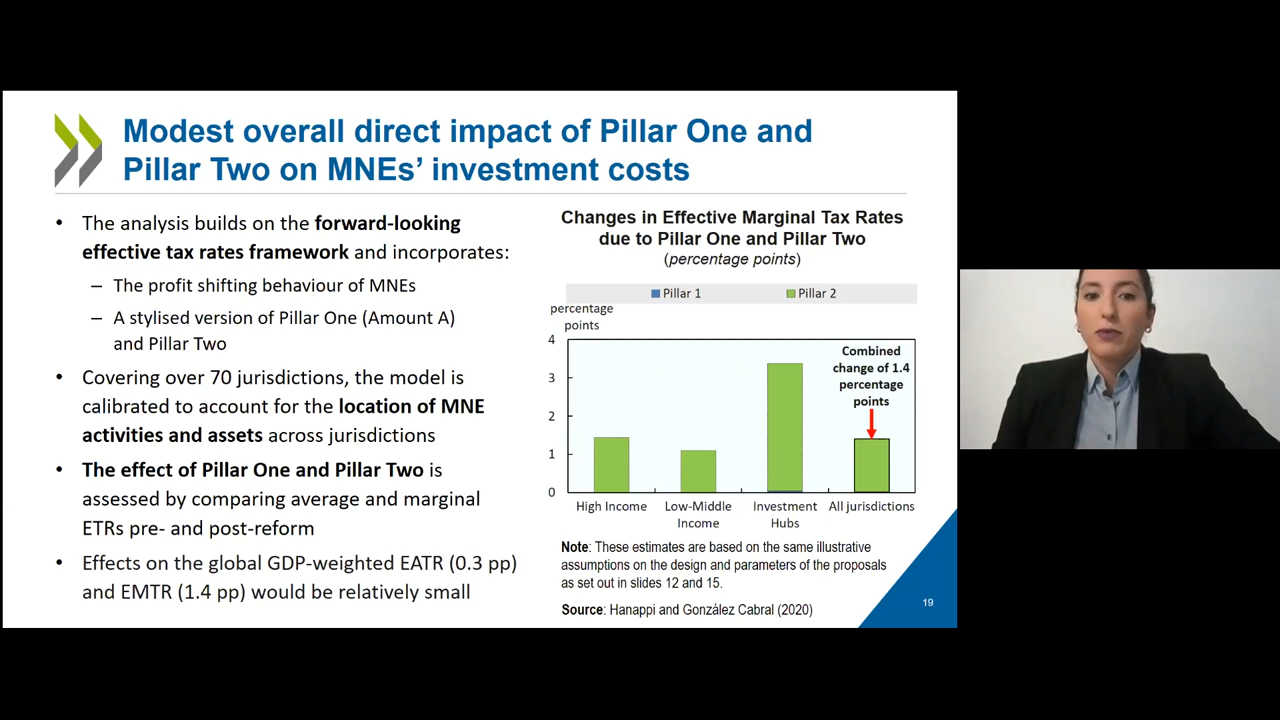 Modest overall direct impact of Pillar One and
Pillar Two on MNEs’ investment costs
• The analysis builds on the forward-looking
effective tax rates framework and incorporates:
– The profit shifting behaviour of MNEs
– A stylised version of Pillar One (Amount A)
and Pillar Two
• Covering over 70 jurisdictions, the model is
calibrated to account for the location of MNE
activities and assets across jurisdictions
• The effect of Pillar One and Pillar Two is
assessed by comparing average and marginal
ETRs pre- and post-reform
• Effects on the global GDP-weighted EATR (0.3 pp)
and EMTR (1.4 pp) would be relatively small
Changes in Effective Marginal Tax Rates
due to Pillar One and Pillar Two
(percentage points)
Pillar 1 Pillar 2
percentage
points
4
3
2
1
0
Combined
change of 1.4
percentage
points
High Income
Low-Middle
Income
Investment
Hubs
All jurisdictions
Note: These estimates are based on the same illustrative
assumptions on the design and parameters of the proposals
as set out in slides 12 and 15.
Source: Hanappi and González Cabral (2020)
19